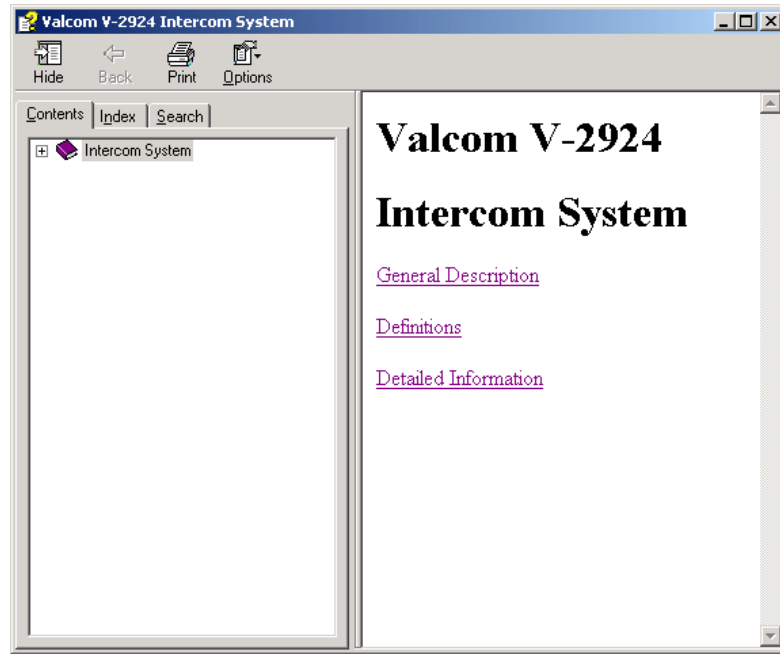 Valcom V-2924 Intercom System
Hide Back Print Options
Contents Index Search
Intercom System
Valcom V-2924
Intercom System
General Description
Definitions
Detailed Information